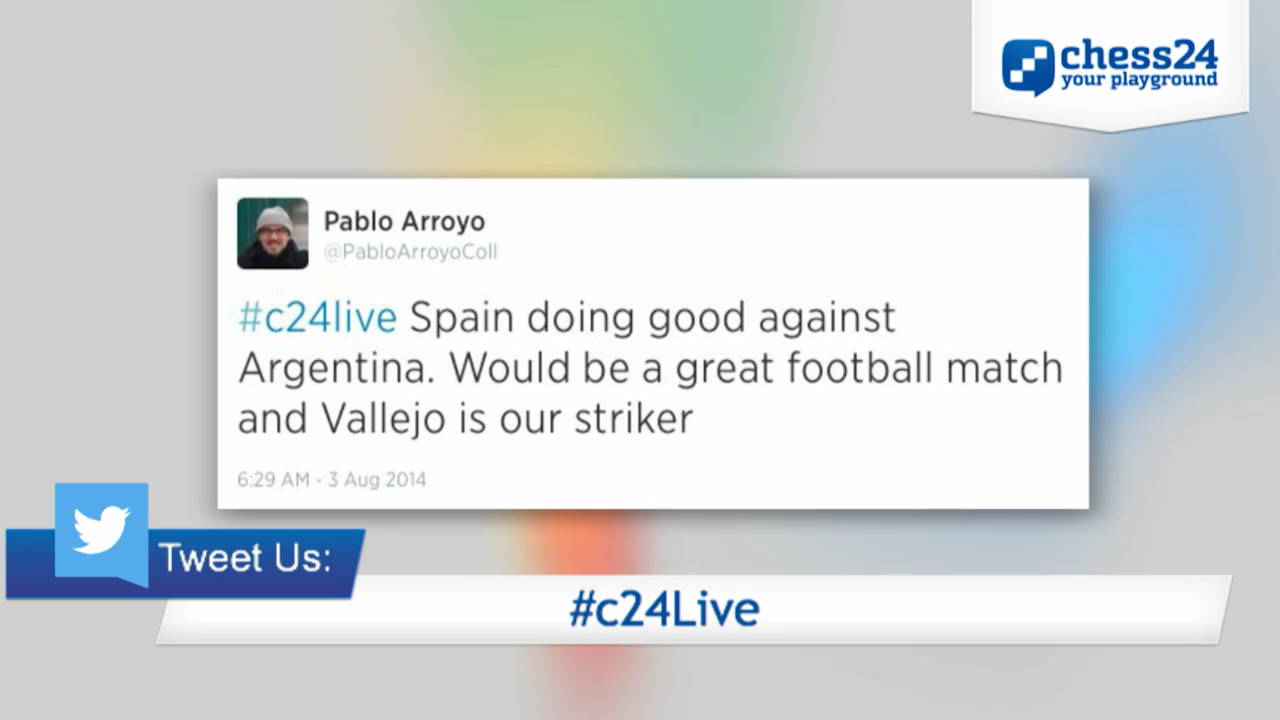 chess24
your playground
Pablo Arroyo
@PabloArroyoColl
#c24live Spain doing good against
Argentina. Would be a great football match
and Vallejo is our striker
6:29 AM - 3 Aug 2014
Tweet Us:
#c24Live